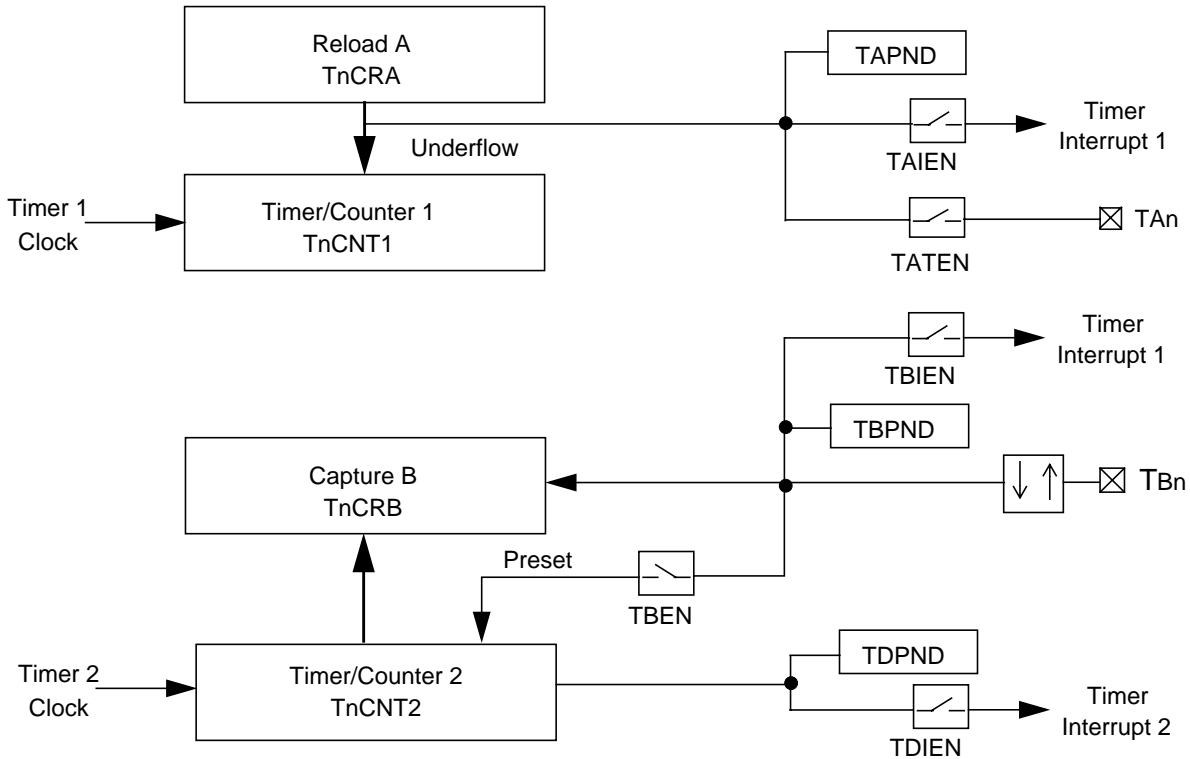 Reload A
TnCRA
TAPND
Timer
Interrupt 1
TAIEN
Underflow
Timer 1
Clock
Timer/Counter 1
TnCNT1
TAn
TATEN
Timer
Interrupt 1
TBIEN
TBPND
Capture B
TnCRB
TBn
Preset
TBEN
TDPND
Timer 2
Clock
Timer/Counter 2
TnCNT2
Timer
Interrupt 2
TDIEN